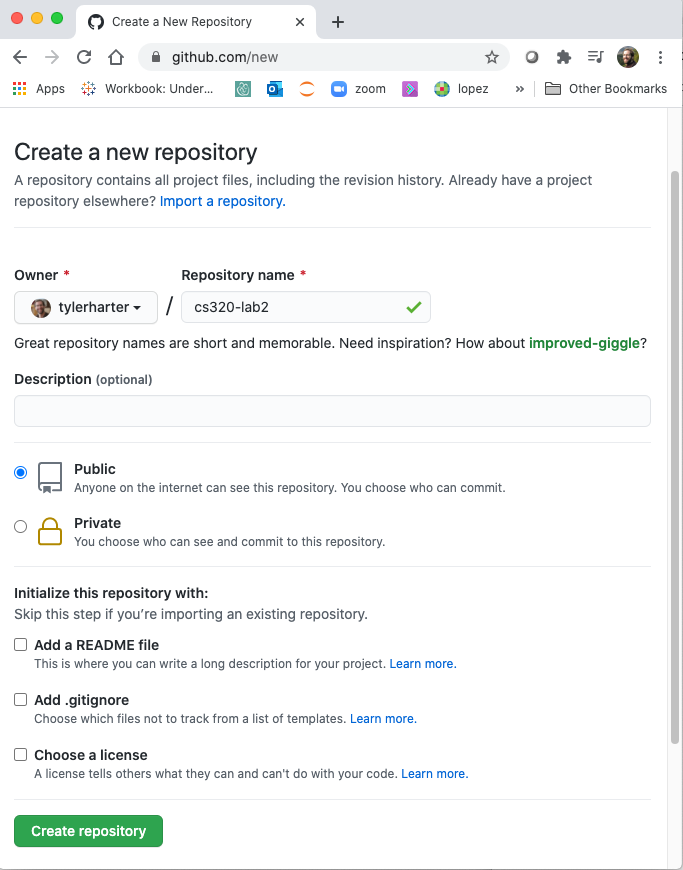 Create a New Repository
github.com/new
Apps Workbook: Under... zoom lopez » Other Bookmarks
Create a new repository
A repository contains all project files, including the revision history. Already have a project
repository elsewhere? Import a repository.
Owner * Repository name *
tylerharter / cs320-lab2
Great repository names are short and memorable. Need inspiration? How about improved-giggle?
Description (optional)
Public
Anyone on the internet can see this repository. You choose who can commit.
Private
You choose who can see and commit to this repository.
Initialize this repository with:
Skip this step if you’re importing an existing repository.
Add a README file
This is where you can write a long description for your project. Learn more.
Add .gitignore
Choose which files not to track from a list of templates. Learn more.
Choose a license
A license tells others what they can and can't do with your code. Learn more.
Create repository